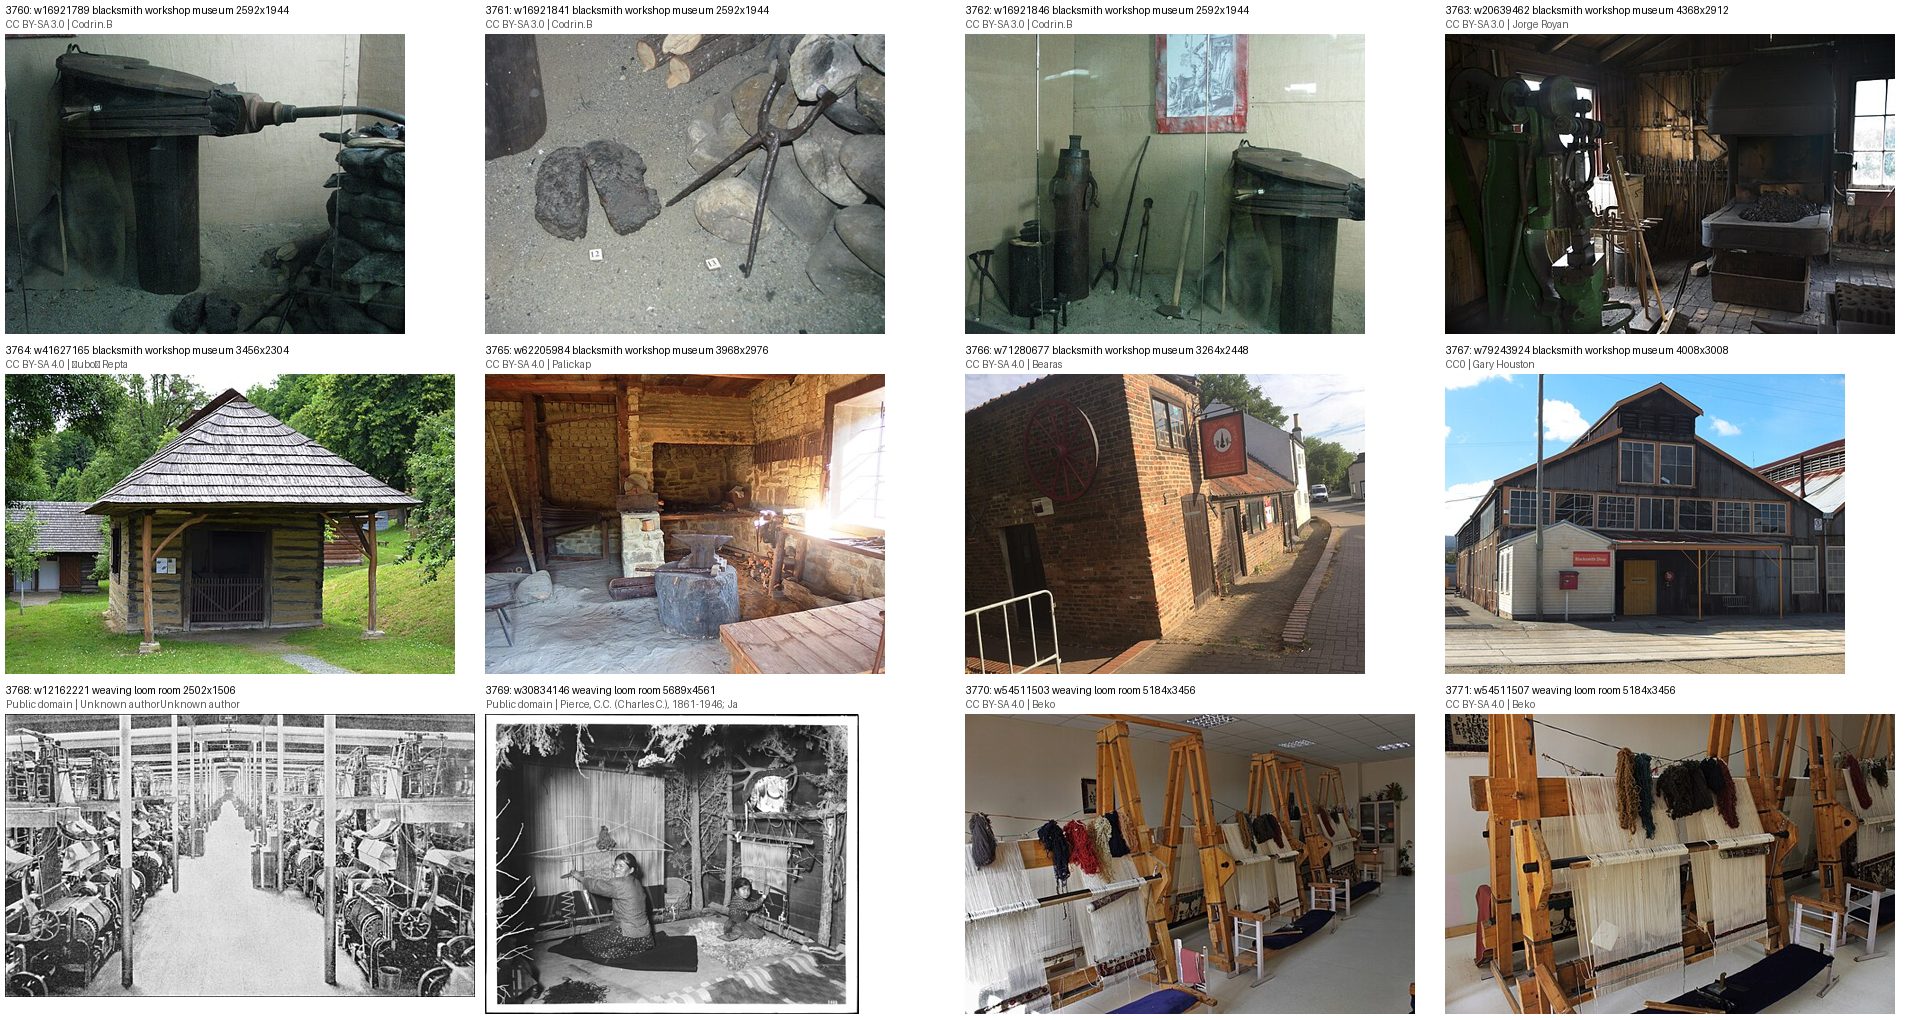 3760: w16921789 blacksmith workshop museum 2592x1944
CC BY-SA 3.0 | Codrin.B
3761: w16921841 blacksmith workshop museum 2592x1944
CC BY-SA 3.0 | Codrin.B
3762: w16921846 blacksmith workshop museum 2592x1944
CC BY-SA 3.0 | Codrin.B
3763: w20639462 blacksmith workshop museum 4368x2912
CC BY-SA 3.0 | Jorge Royan
12
13
3764: w41627165 blacksmith workshop museum 3456x2304
CC BY-SA 4.0 | □ubo□ Repta
3765: w62205984 blacksmith workshop museum 3968x2976
CC BY-SA 4.0 | Palickap
3766: w71280677 blacksmith workshop museum 3264x2448
CC BY-SA 4.0 | Bearas
3767: w79243924 blacksmith workshop museum 4008x3008
CC0 | Gary Houston
Blacksmith Shop
3768: w12162221 weaving loom room 2502x1506
Public domain | Unknown authorUnknown author
3769: w30834146 weaving loom room 5689x4561
Public domain | Pierce, C.C. (Charles C.), 1861-1946; Ja
3770: w54511503 weaving loom room 5184x3456
CC BY-SA 4.0 | Beko
3771: w54511507 weaving loom room 5184x3456
CC BY-SA 4.0 | Beko